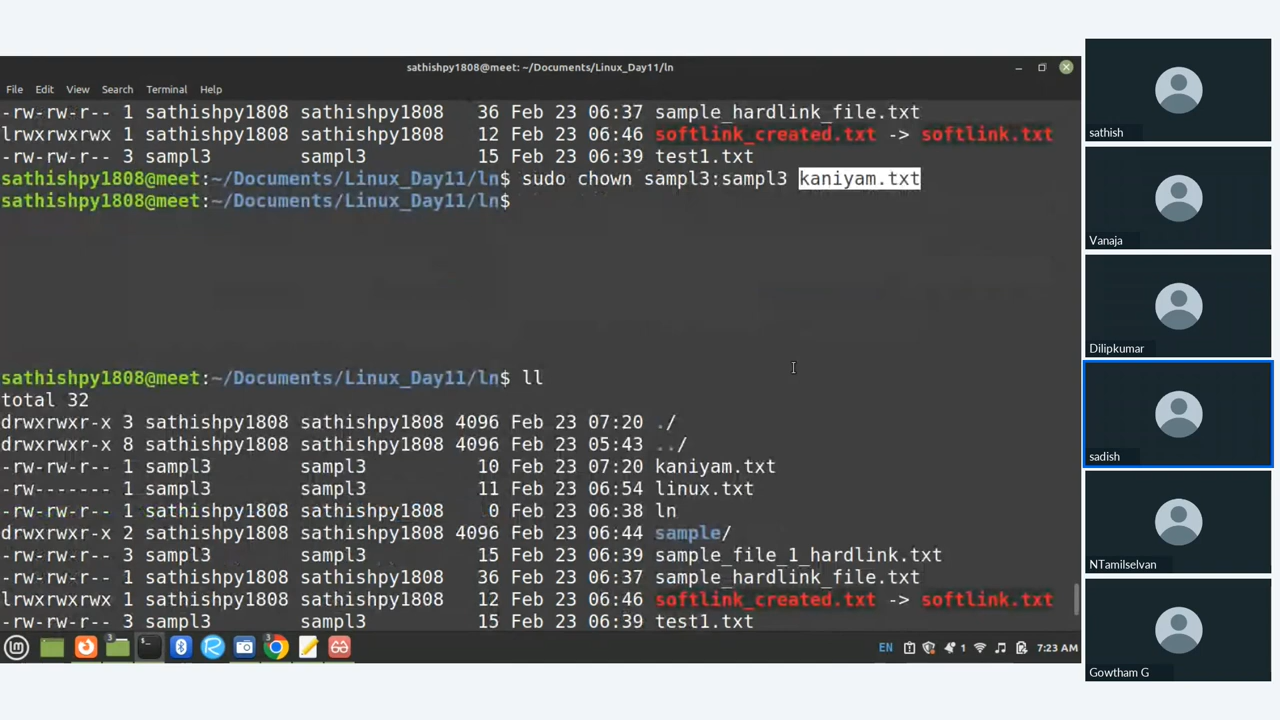 sathishpy1808@meet: ~/Documents/Linux_Day11/ln
File Edit View Search Terminal Help
-rw-rw-r-- 1 sathishpy1808 sathishpy1808   36 Feb 23 06:37 sample_hardlink_file.txt
lrwxrwxrwx 1 sathishpy1808 sathishpy1808   12 Feb 23 06:46 softlink_created.txt -> softlink.txt
-rw-rw-r-- 3 sampl3        sampl3          15 Feb 23 06:39 test1.txt
sathishpy1808@meet:~/Documents/Linux_Day11/ln$ sudo chown sampl3:sampl3 kaniyam.txt
sathishpy1808@meet:~/Documents/Linux_Day11/ln$
sathishpy1808@meet:~/Documents/Linux_Day11/ln$ ll
total 32
drwxrwxr-x 3 sathishpy1808 sathishpy1808 4096 Feb 23 07:20 ./
drwxrwxr-x 8 sathishpy1808 sathishpy1808 4096 Feb 23 05:43 ../
-rw-rw-r-- 1 sampl3        sampl3          10 Feb 23 07:20 kaniyam.txt
-rw------- 1 sampl3        sampl3          11 Feb 23 06:54 linux.txt
-rw-rw-r-- 1 sathishpy1808 sathishpy1808    0 Feb 23 06:38 ln
drwxrwxr-x 2 sathishpy1808 sathishpy1808 4096 Feb 23 06:44 sample/
-rw-rw-r-- 3 sampl3        sampl3          15 Feb 23 06:39 sample_file_1_hardlink.txt
-rw-rw-r-- 1 sathishpy1808 sathishpy1808   36 Feb 23 06:37 sample_hardlink_file.txt
lrwxrwxrwx 1 sathishpy1808 sathishpy1808   12 Feb 23 06:46 softlink_created.txt -> softlink.txt
-rw-rw-r-- 3 sampl3        sampl3          15 Feb 23 06:39 test1.txt
3 3 EN 1 7:23 AM
sathish
Vanaja
Dilipkumar
sadish
NTamilselvan
Gowtham G